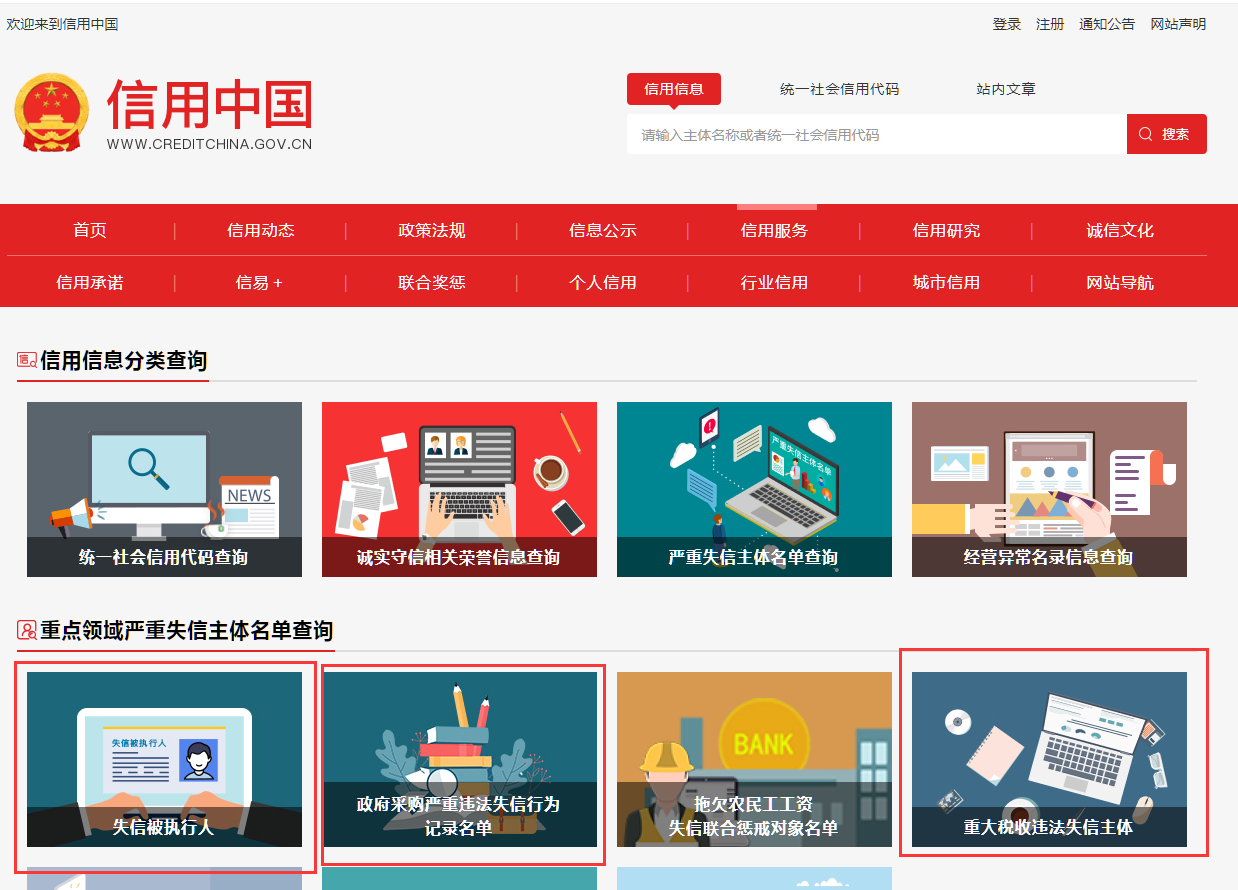 欢迎来到信用中国
登录 注册 通知公告 网站声明
信用中国
WWW.CREDITCHINA.GOV.CN
信用信息 统一社会信用代码 站内文章
请输入主体名称或者统一社会信用代码
搜索
首页 | 信用动态 | 政策法规 | 信息公示 | 信用服务 | 信用研究 | 诚信文化
信用承诺 | 信易 + | 联合奖惩 | 个人信用 | 行业信用 | 城市信用 | 网站导航
信 信用信息分类查询
NEWS
严重失信主体名单
统一社会信用代码查询
诚实守信相关荣誉信息查询
严重失信主体名单查询
经营异常名录信息查询
重点领域严重失信主体名单查询
失信被执行人
失信被执行人
政府采购严重违法失信行为
记录名单
BANK
拖欠农民工工资
失信联合惩戒对象名单
重大税收违法失信主体